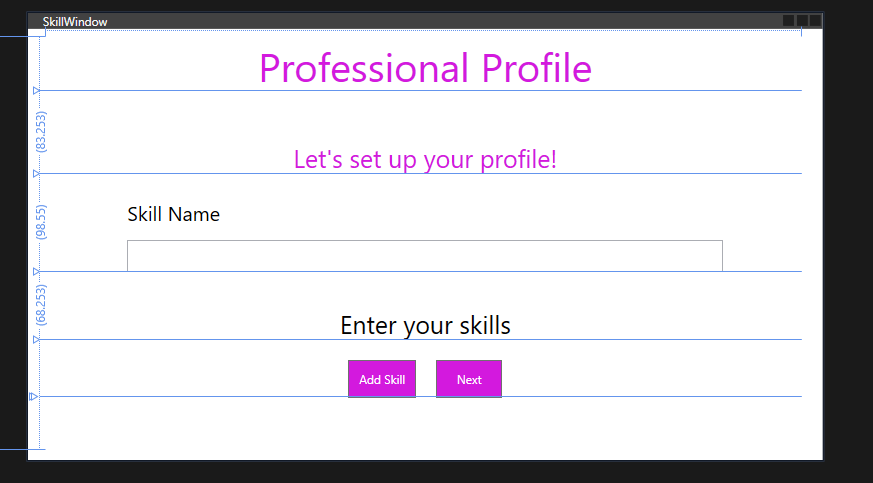 SkillWindow
Professional Profile
(83.253)
Let's set up your profile!
(98.55)
Skill Name
(68.253)
Enter your skills
Add Skill Next